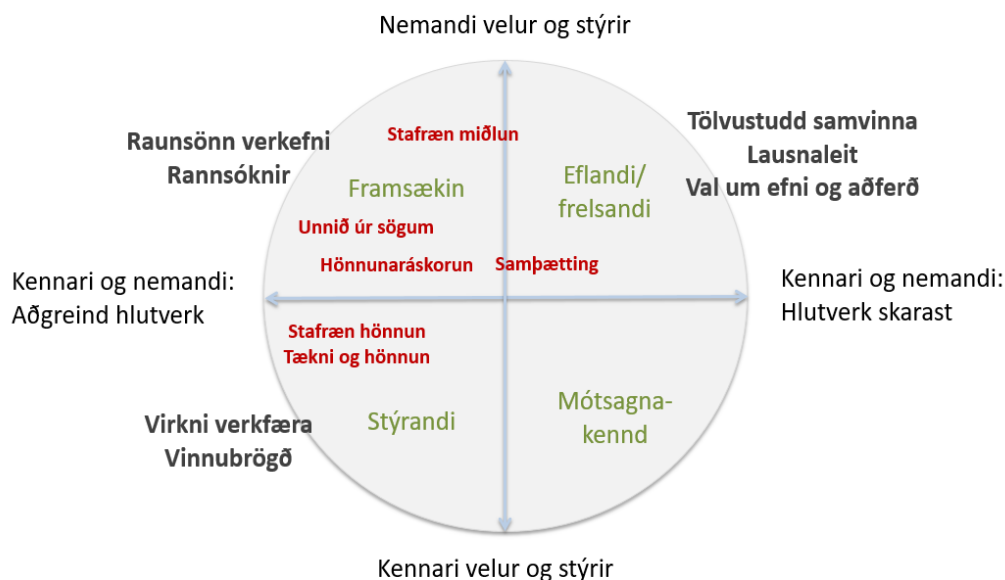 Nemandi velur og stýrir
Raunsönn verkefni
Rannsóknir
Stafræn miðlun
Tölvustudd samvinna
Lausnaleit
Val um efni og aðferð
Framsækin
Eflandi/
frelsandi
Unnið úr sögum
Hönnunaráskorun
Samþætting
Kennari og nemandi:
Aðgreind hlutverk
Kennari og nemandi:
Hlutverk skarast
Stafræn hönnun
Tækni og hönnun
Virkni verkfæra
Vinnubrögð
Stýrandi
Mótsagna-
kennd
Kennari velur og stýrir